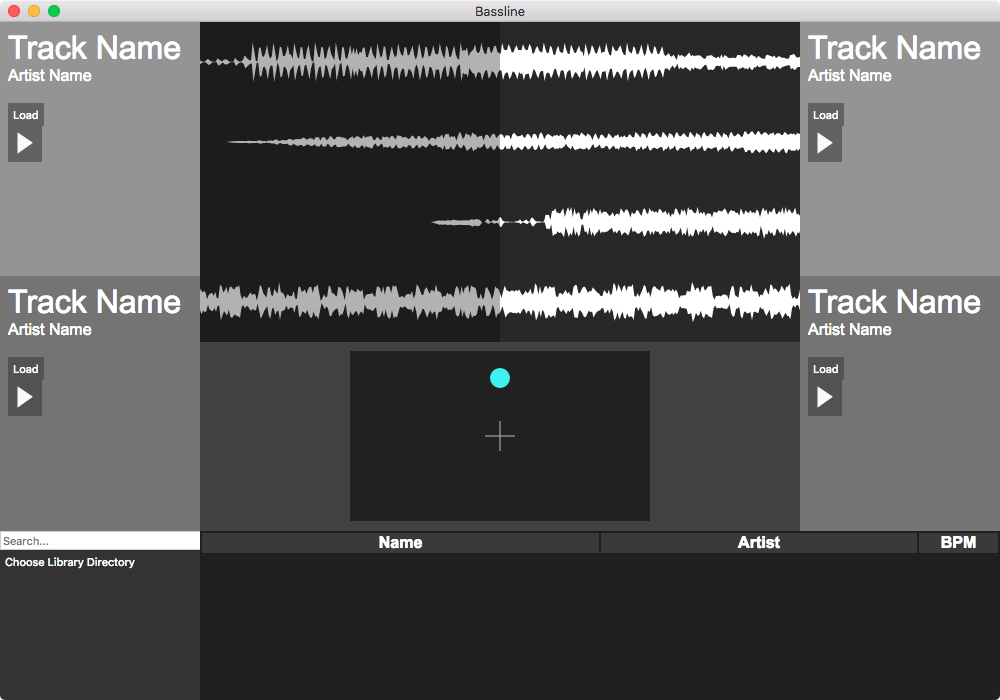 Bassline
Track Name
Artist Name
Load
Track Name
Artist Name
Load
Track Name
Artist Name
Load
Track Name
Artist Name
Load
Search...
Choose Library Directory
Name Artist BPM